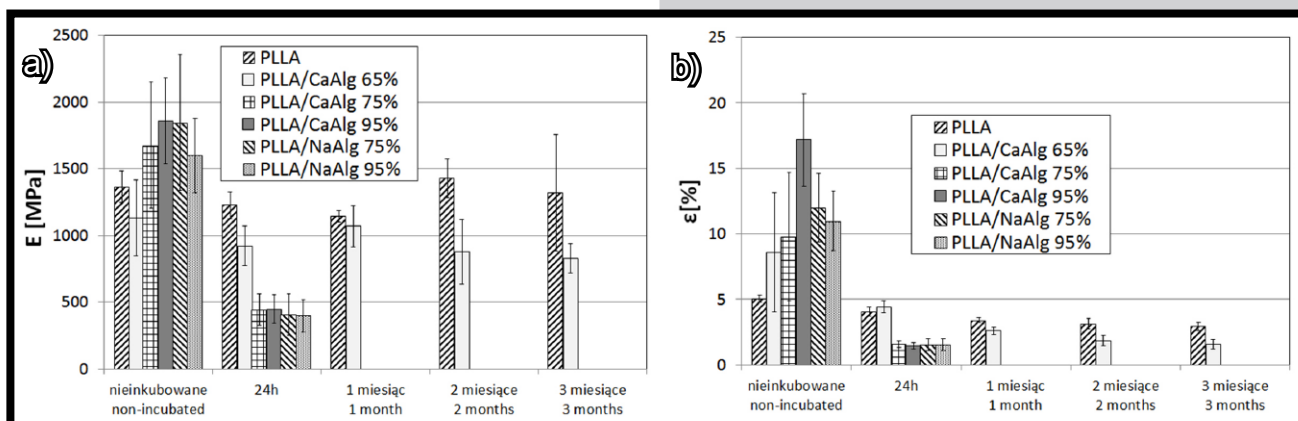 a)
E [MPa]
2500
2000
1500
1000
500
0
PLLA
PLLA/CaAlg 65%
PLLA/CaAlg 75%
PLLA/CaAlg 95%
PLLA/NaAlg 75%
PLLA/NaAlg 95%
nieinkubowane
non-incubated
24h
1 miesiąc
1 month
2 miesiące
2 months
3 miesiące
3 months
b)
ε[%]
25
20
15
10
5
0
PLLA
PLLA/CaAlg 65%
PLLA/CaAlg 75%
PLLA/CaAlg 95%
PLLA/NaAlg 75%
PLLA/NaAlg 95%
nieinkubowane
non-incubated
24h
1 miesiąc
1 month
2 miesiące
2 months
3 miesiące
3 months